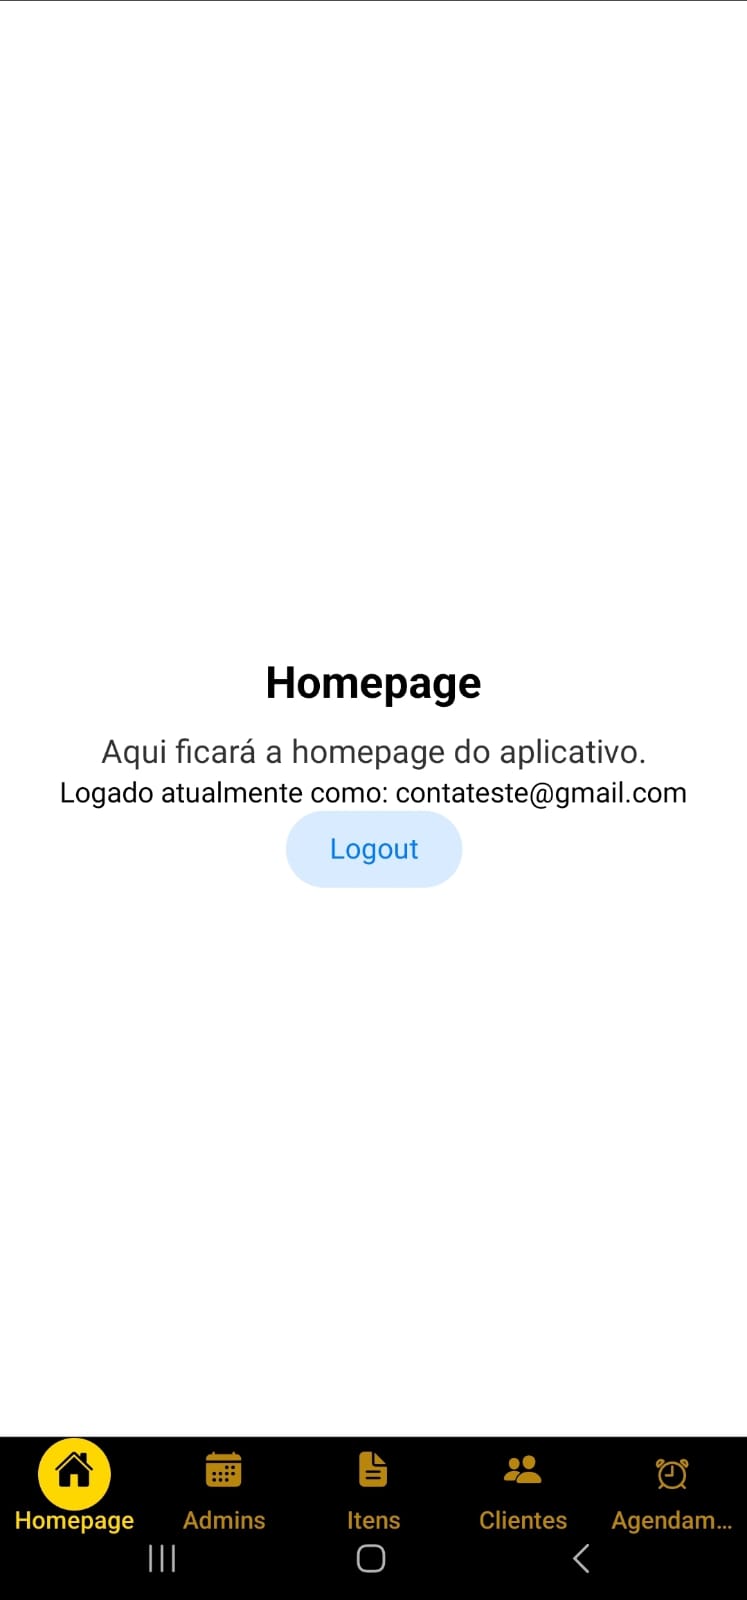 Homepage
Aqui ficará a homepage do aplicativo.
Logado atualmente como: contateste@gmail.com
Logout
Homepage Admins Itens Clientes Agendam...